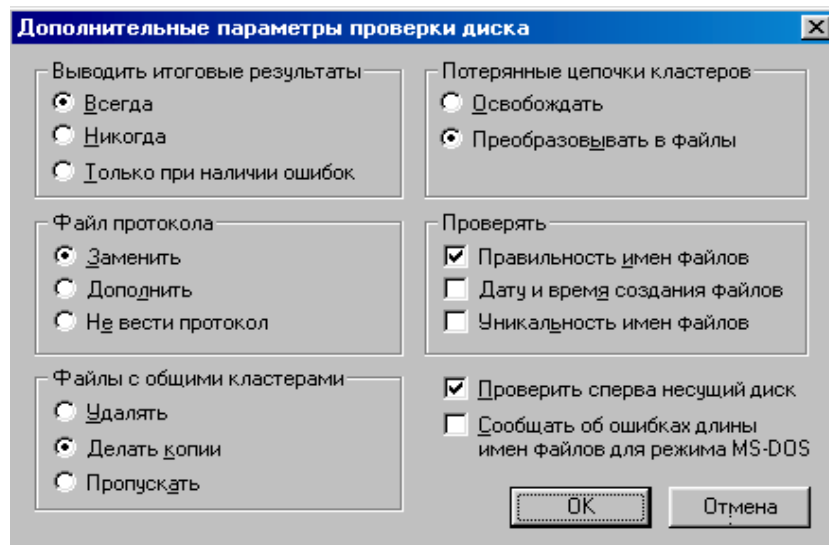 Дополнительные параметры проверки диска
Выводить итоговые результаты
Всегда
Никогда
Только при наличии ошибок
Файл протокола
Заменить
Дополнить
Не вести протокол
Файлы с общими кластерами
Удалять
Делать копии
Пропускать
Потерянные цепочки кластеров
Освобождать
Преобразовывать в файлы
Проверять
Правильность имен файлов
Дату и время создания файлов
Уникальность имен файлов
Проверить сперва несущий диск
Сообщать об ошибках длины
имен файлов для режима MS-DOS
OK
Отмена